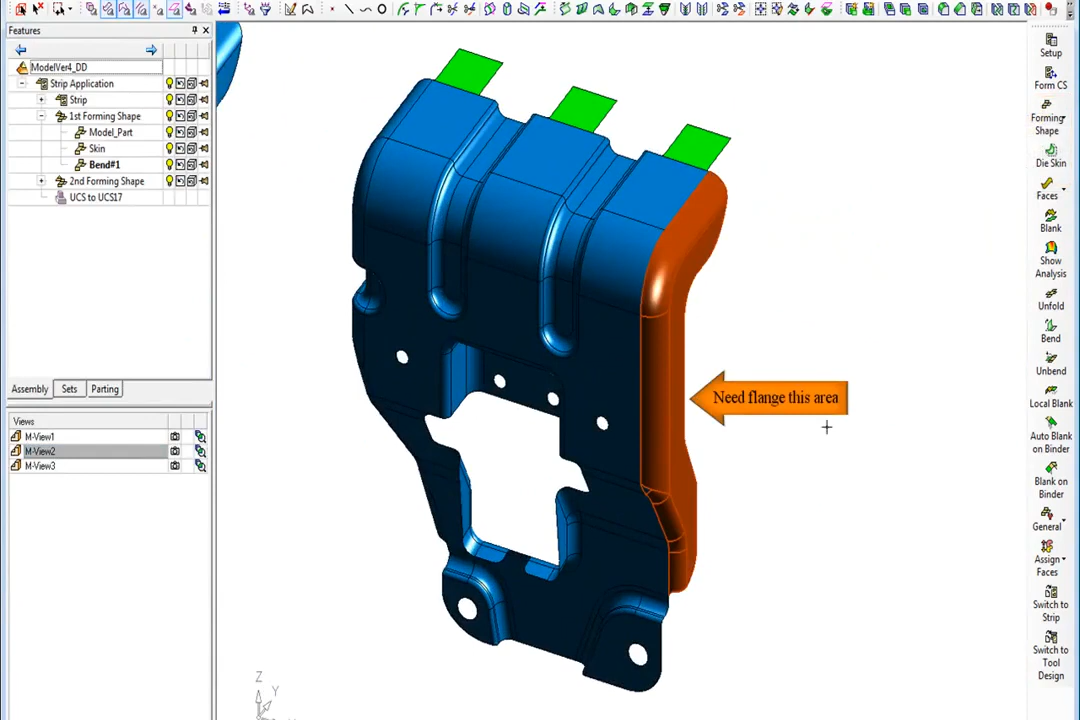 Features
ModelVer4_DD
Strip Application
Strip
1st Forming Shape
Model_Part
Skin
Bend#1
2nd Forming Shape
UCS to UCS17
Assembly
Sets
Parting
Views
M-View1
M-View2
M-View3
Need flange this area
Z
Y
Setup
Form CS
Forming
Shape
Die Skin
Faces
Blank
Show
Analysis
Unfold
Bend
Unbend
Local Blank
Auto Blank
on Binder
Blank on
Binder
General
Assign
Faces
Switch to
Strip
Switch to
Tool
Design